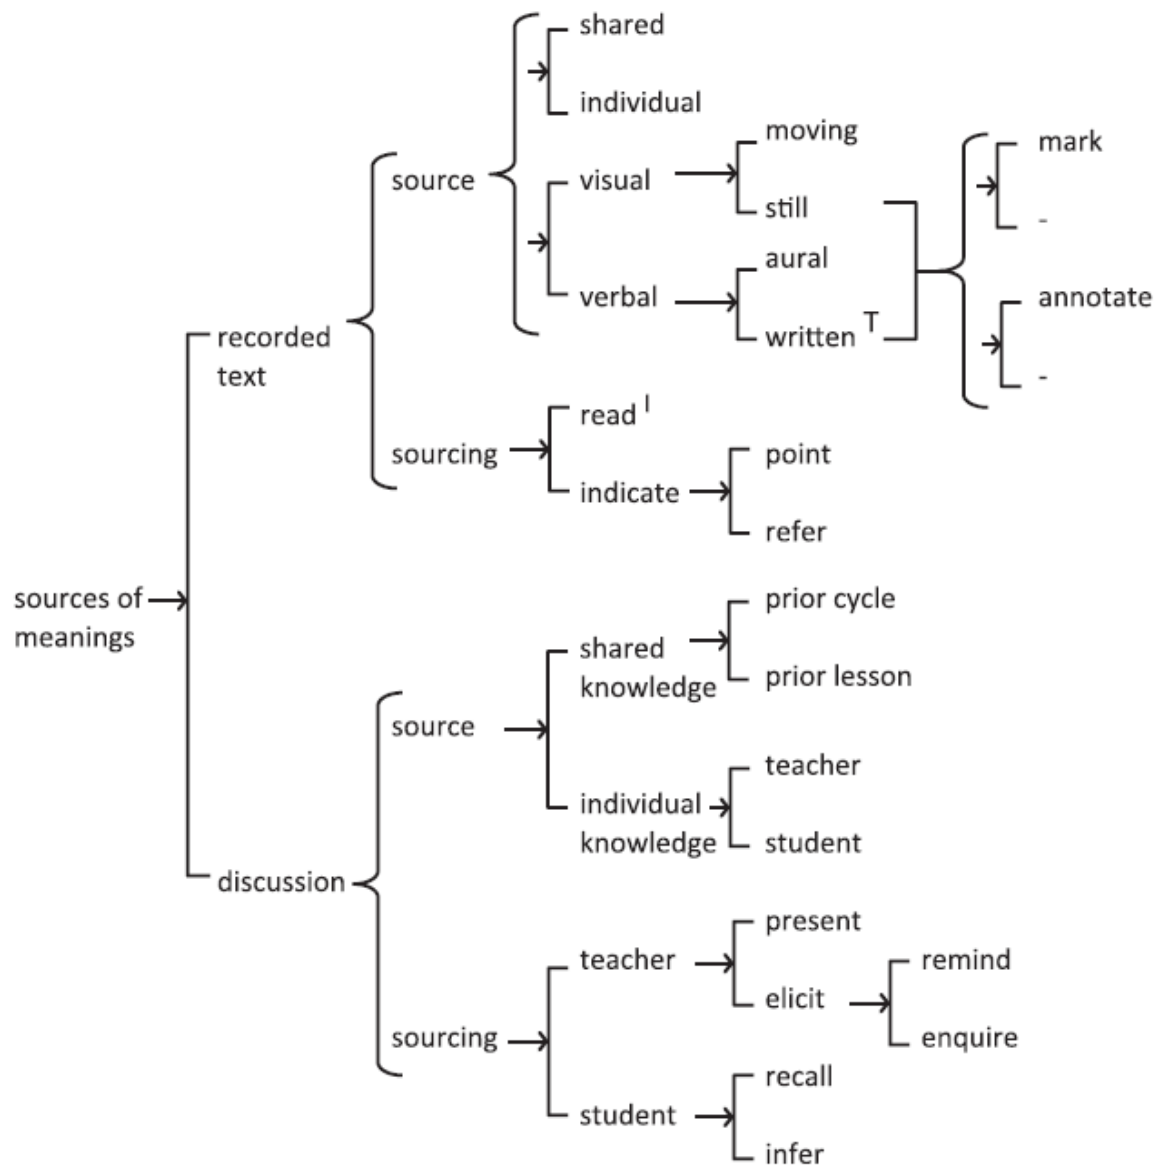 shared
individual
source
visual
verbal
moving
still
aural
written T
mark
-
annotate
-
recorded
text
sourcing
read I
indicate
point
refer
sources of
meanings
source
shared
knowledge
prior cycle
prior lesson
individual
knowledge
teacher
student
discussion
sourcing
teacher
present
elicit
remind
enquire
student
recall
infer